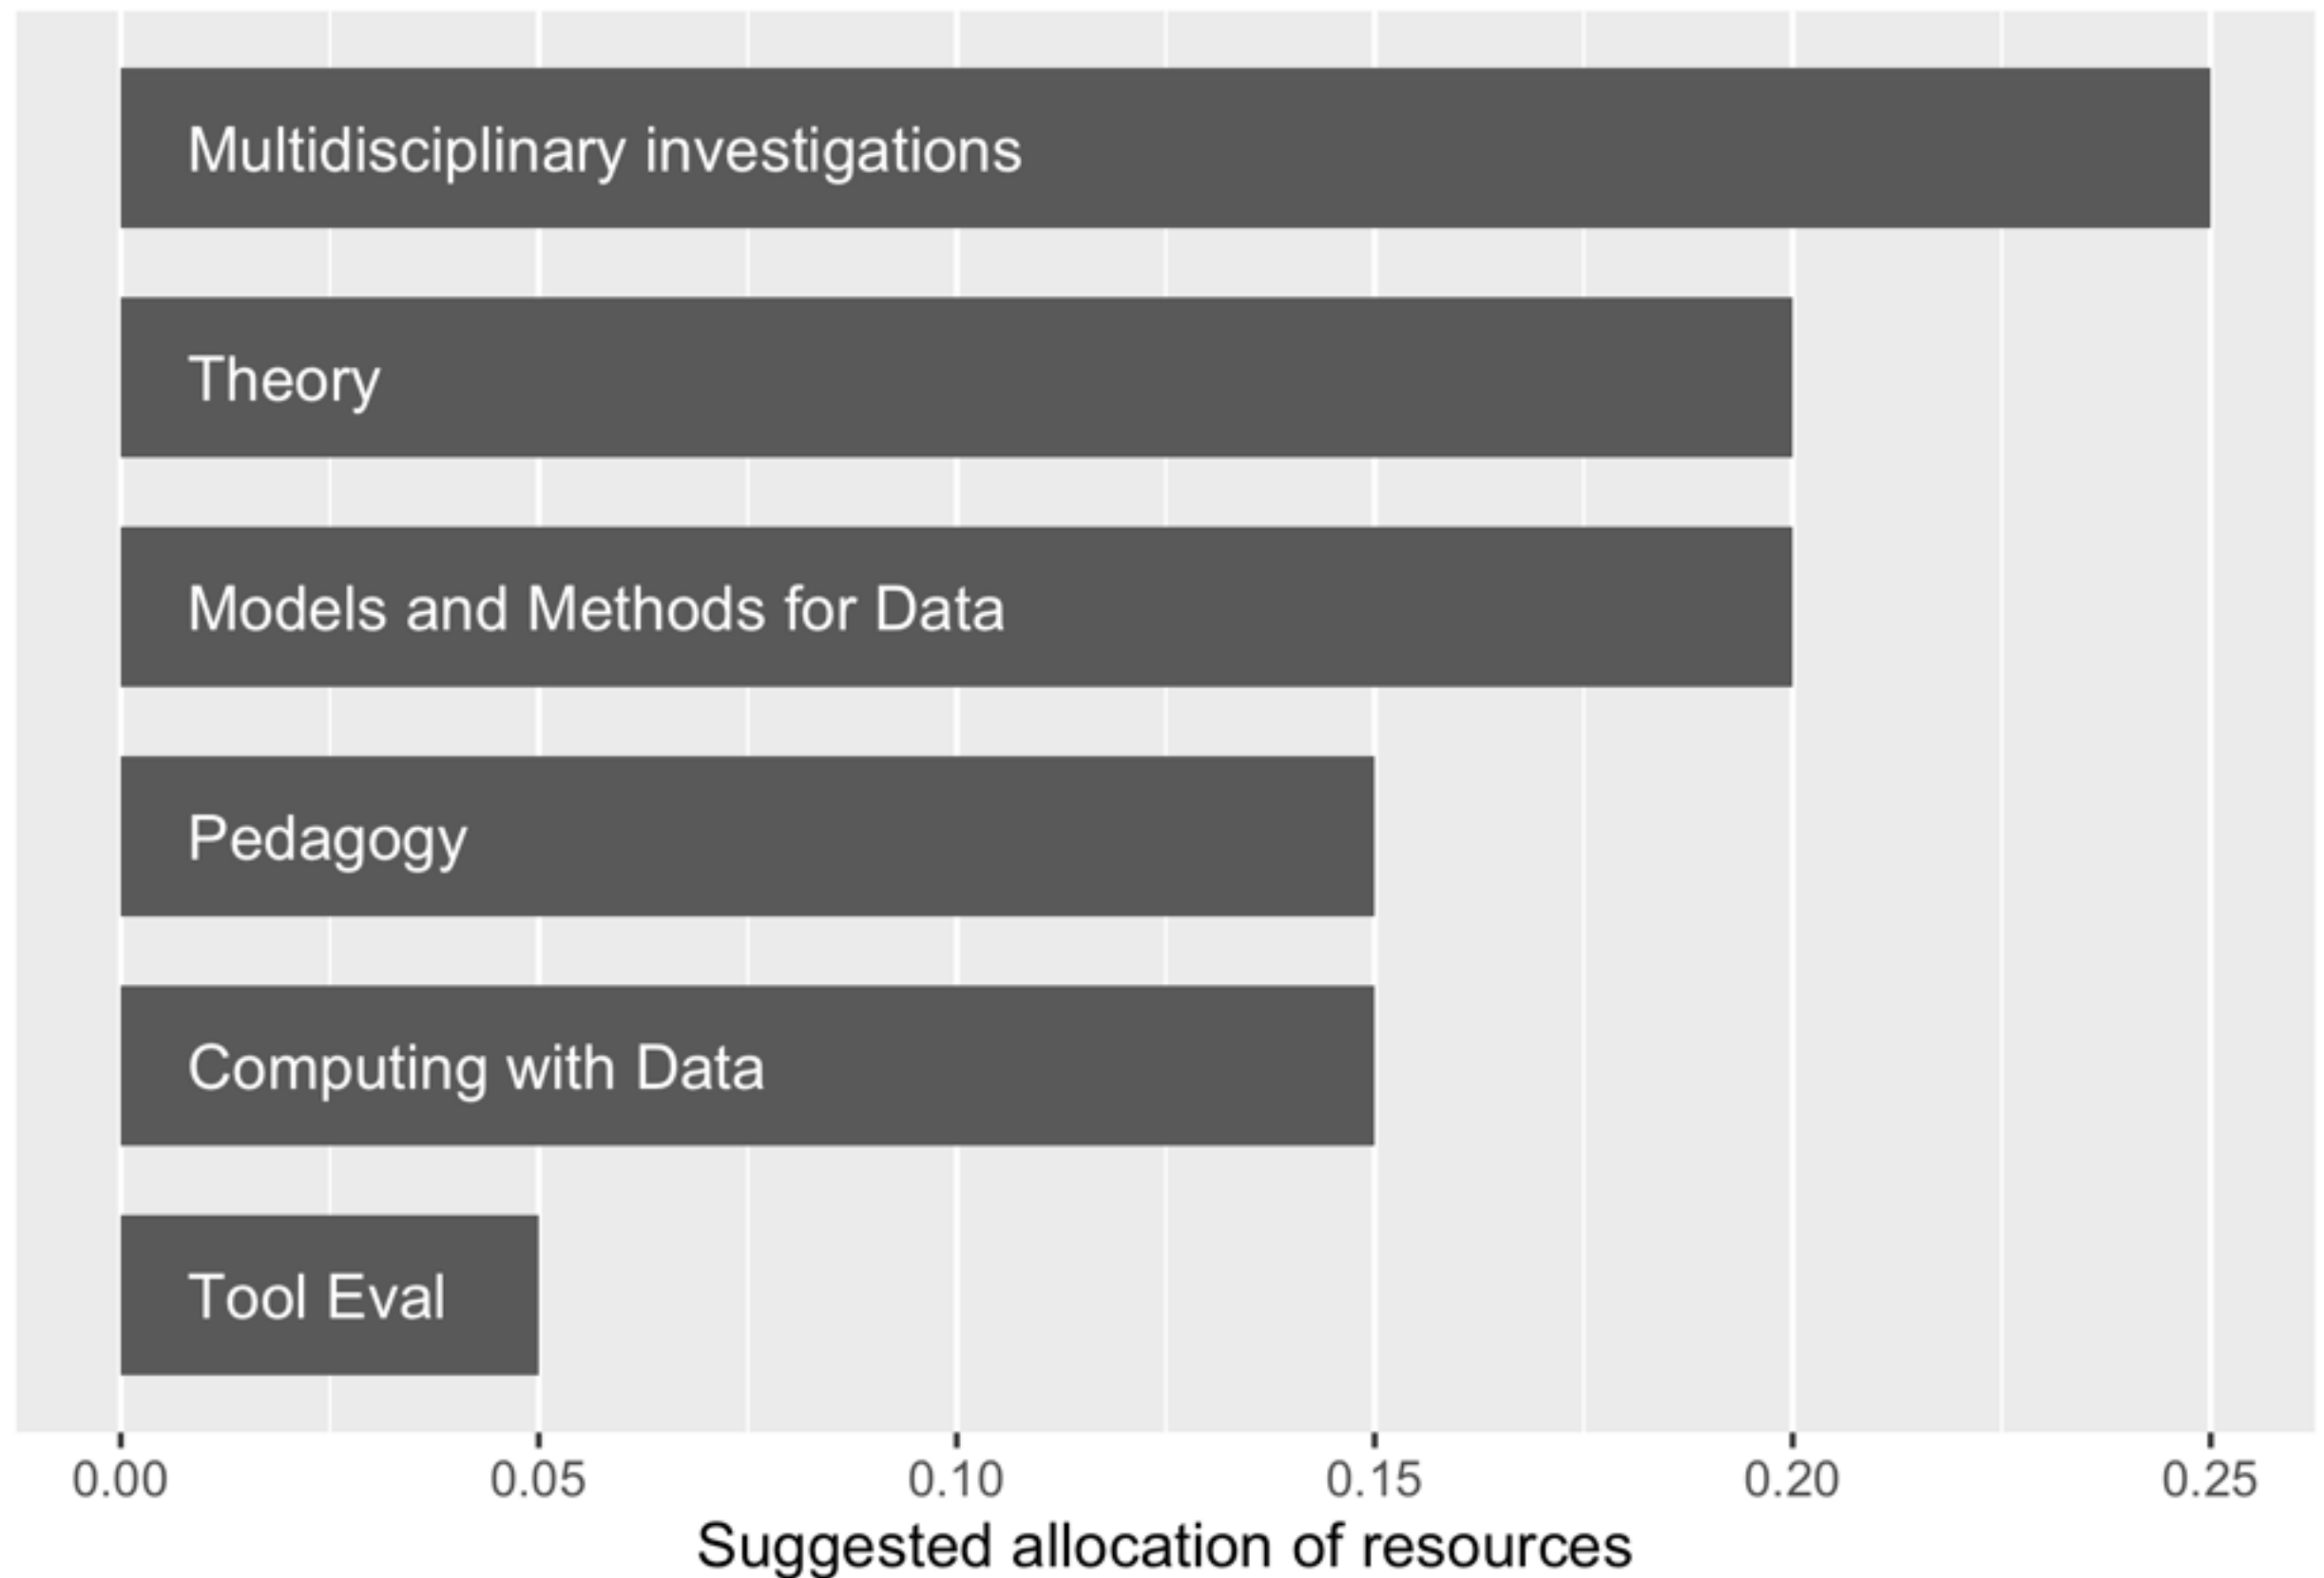 Multidisciplinary investigations
Theory
Models and Methods for Data
Pedagogy
Computing with Data
Tool Eval
0.00 0.05 0.10 0.15 0.20 0.25
Suggested allocation of resources